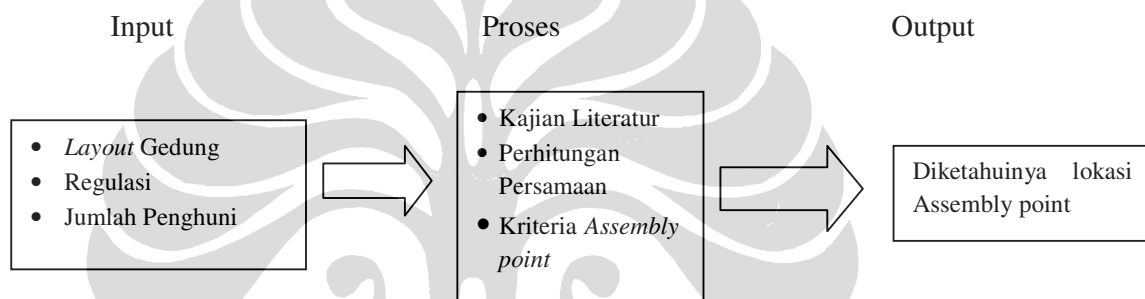 Input
Proses
Output
• Layout Gedung
• Regulasi
• Jumlah Penghuni
• Kajian Literatur
• Perhitungan
Persamaan
• Kriteria Assembly
point
Diketahuinya lokasi
Assembly point